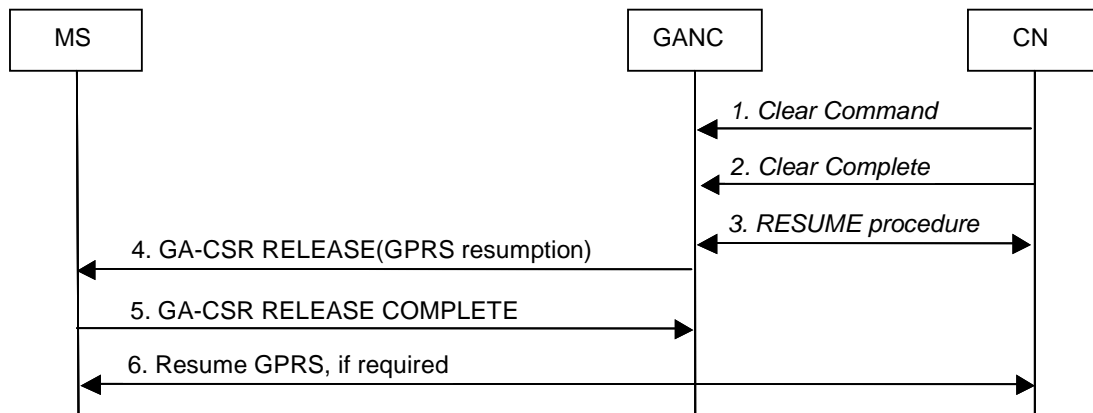 MS
GANC
CN
1. Clear Command
2. Clear Complete
3. RESUME procedure
4. GA-CSR RELEASE(GPRS resumption)
5. GA-CSR RELEASE COMPLETE
6. Resume GPRS, if required